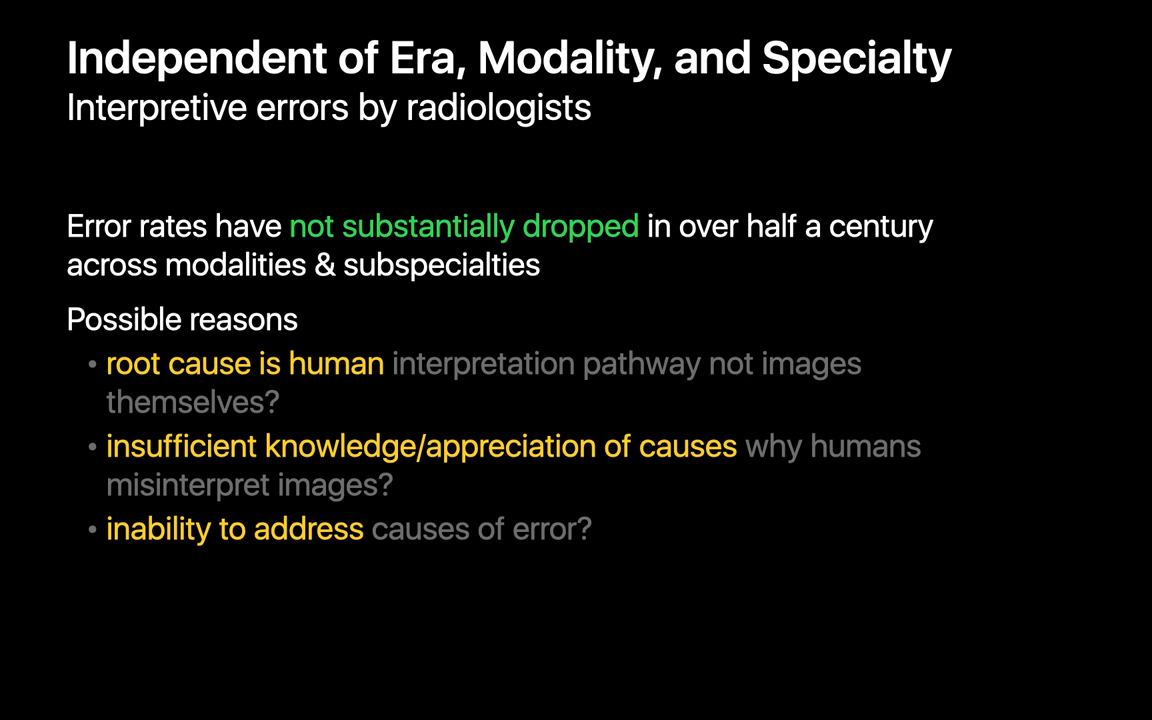 Independent of Era, Modality, and Specialty
Interpretive errors by radiologists
Error rates have not substantially dropped in over half a century
across modalities & subspecialties
Possible reasons
• root cause is human interpretation pathway not images
themselves?
• insufficient knowledge/appreciation of causes why humans
misinterpret images?
• inability to address causes of error?